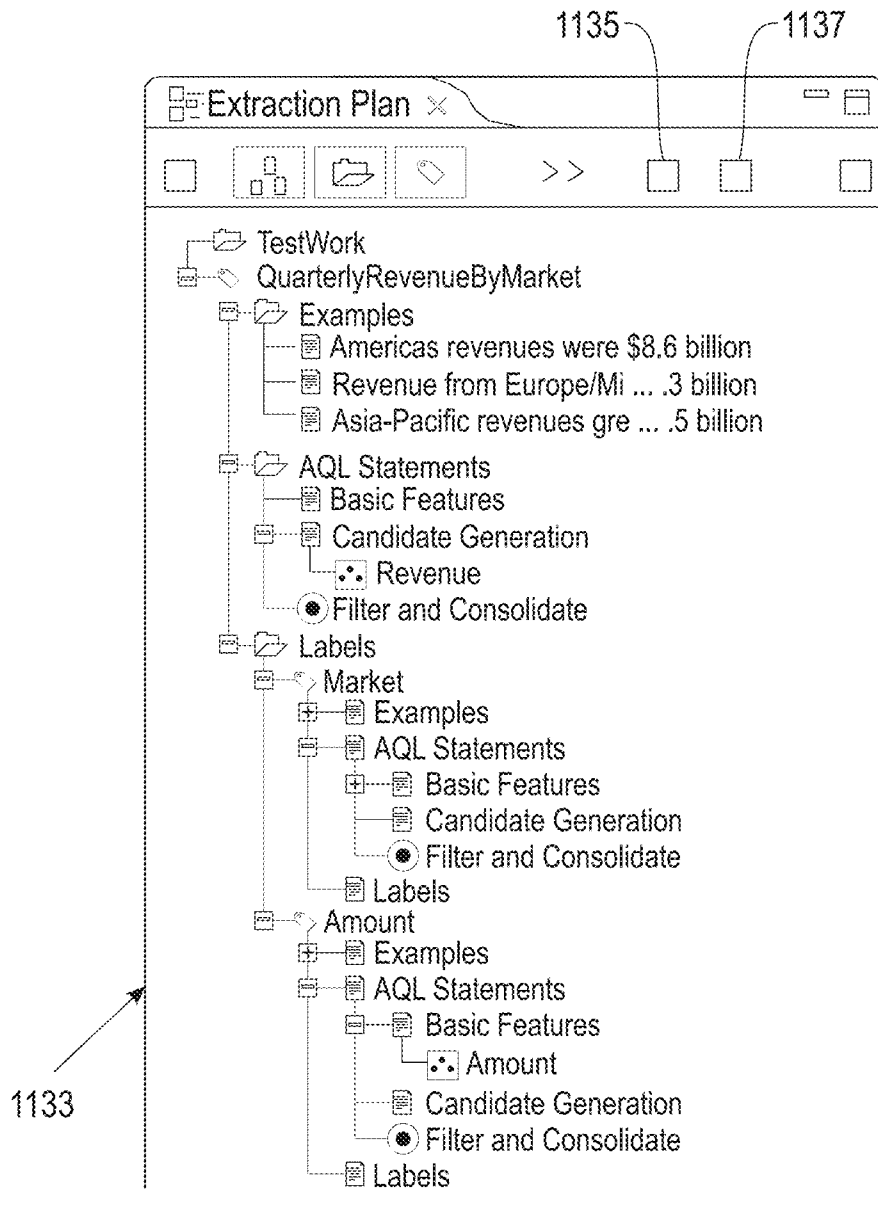 1135 1137
Extraction Plan
>>
TestWork
QuarterlyRevenueByMarket
Examples
Americas revenues were $8.6 billion
Revenue from Europe/Mi ... .3 billion
Asia-Pacific revenues gre ... .5 billion
AQL Statements
Basic Features
Candidate Generation
Revenue
Filter and Consolidate
Labels
Market
Examples
AQL Statements
Basic Features
Candidate Generation
Filter and Consolidate
Labels
Amount
Examples
AQL Statements
Basic Features
Amount
1133
Candidate Generation
Filter and Consolidate
Labels